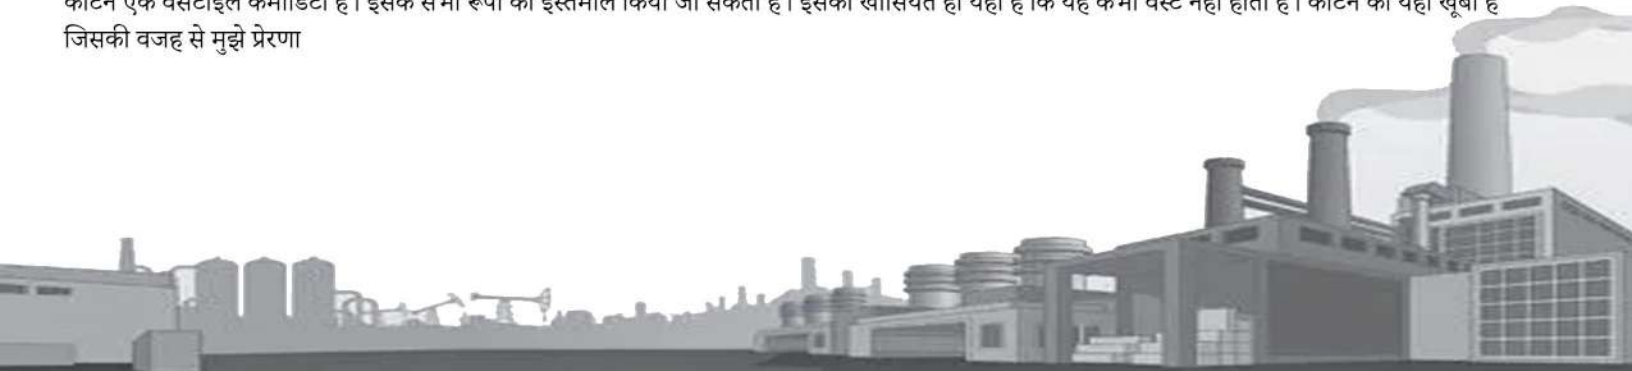 कॉटन एक वर्सेटाइल कमोडिटी है। इसके सभी रूपों का इस्तेमाल किया जा सकता है। इसकी खासियत ही यही है कि यह कभी वेस्ट नहीं होता है। कॉटन की यही खूबी है
जिसकी वजह से मुझे प्रेरणा